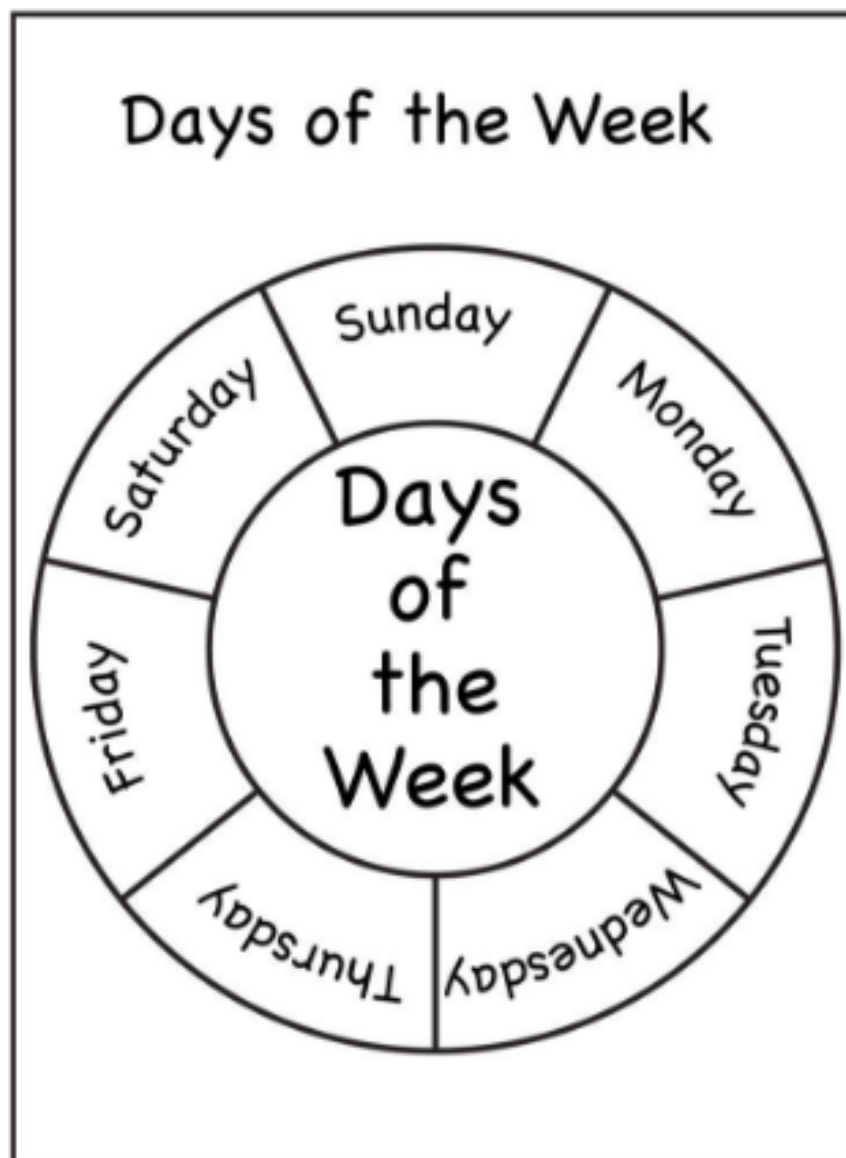 Days of the Week
Sunday
Monday
Tuesday
Wednesday
Thursday
Friday
Saturday
Days
of
the
Week